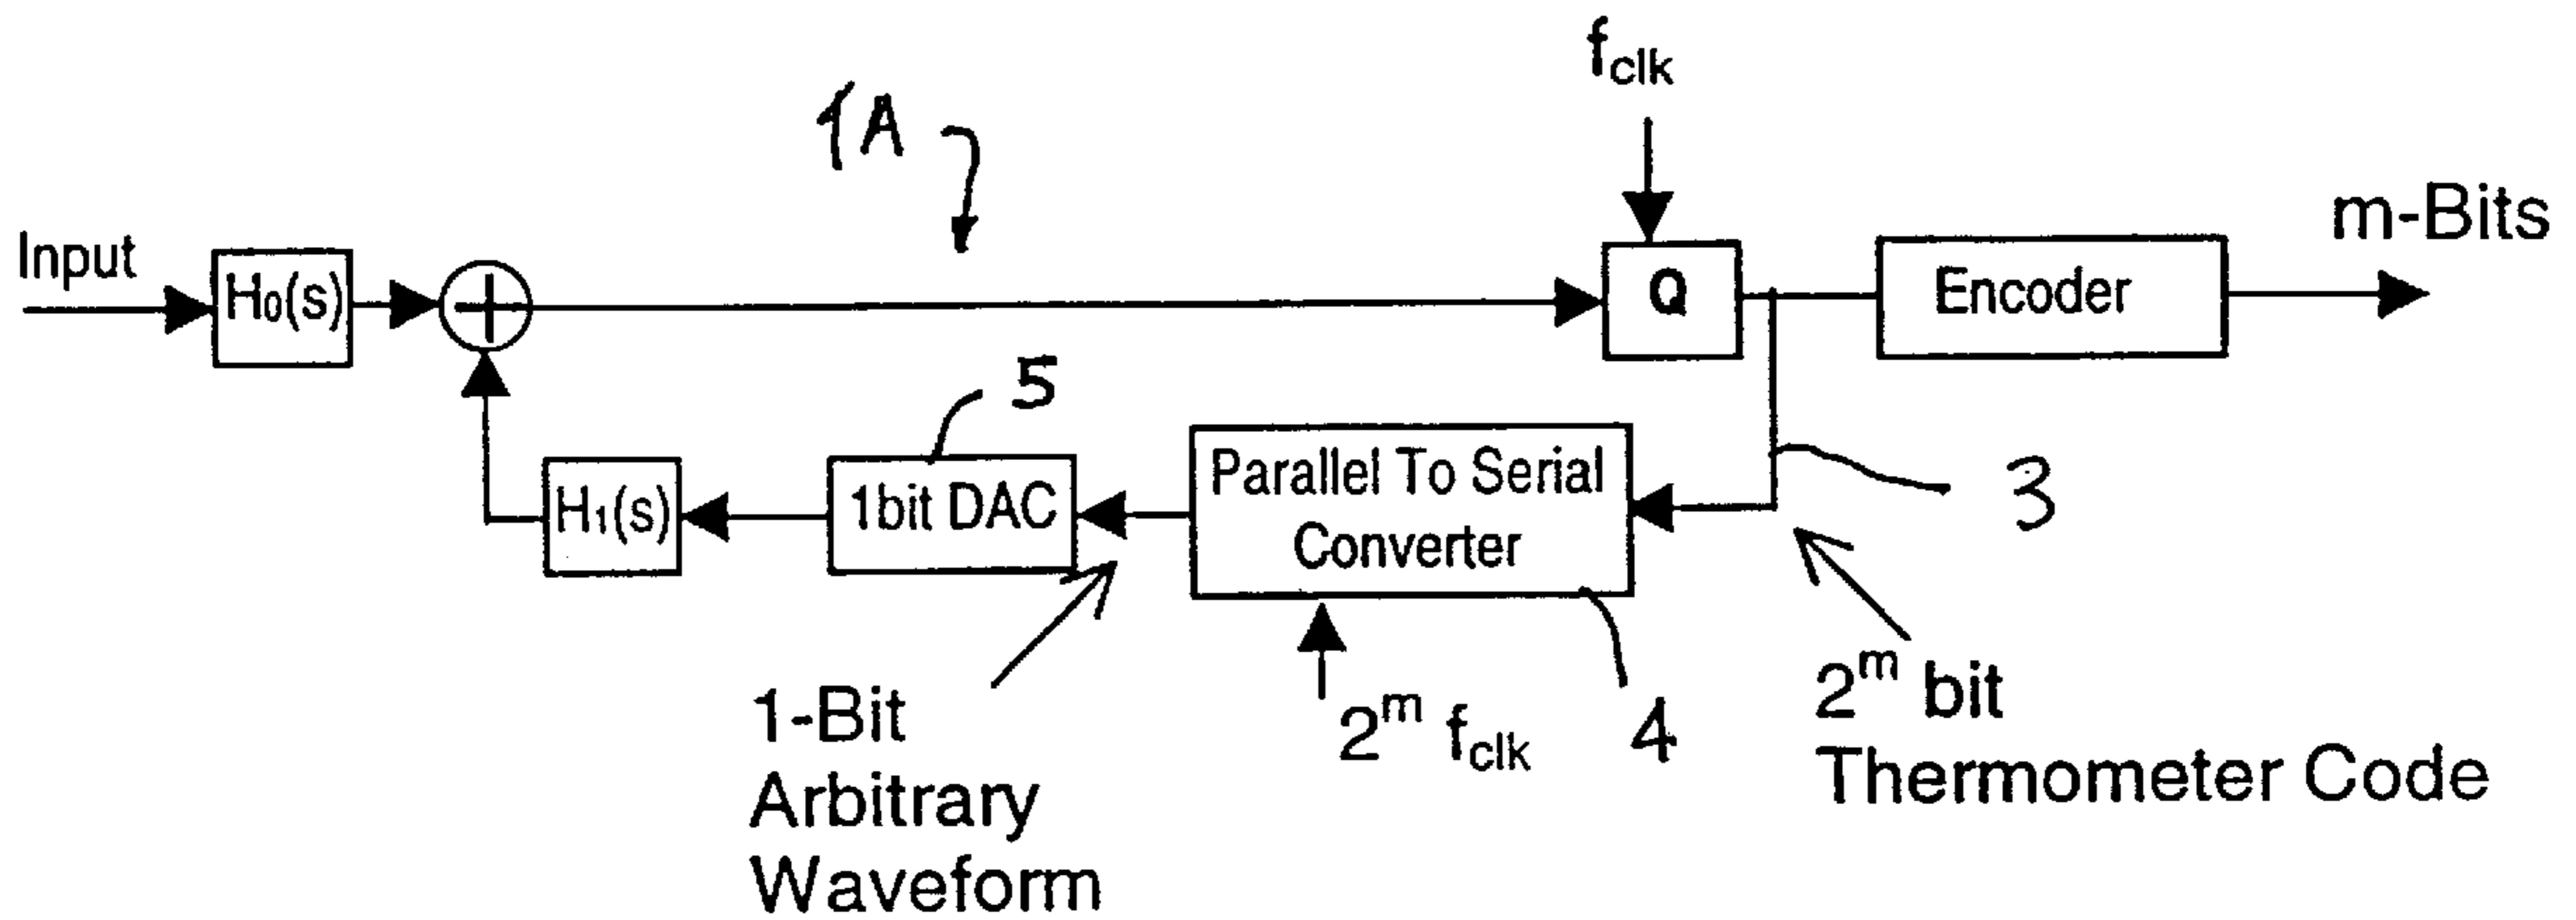 f_clk
1A
m-Bits
Input
H₀(s)
+
Q
Encoder
5
H₁(s)
1bit DAC
Parallel To Serial
Converter
3
1-Bit
Arbitrary
Waveform
2^m f_clk
4
2^m bit
Thermometer Code